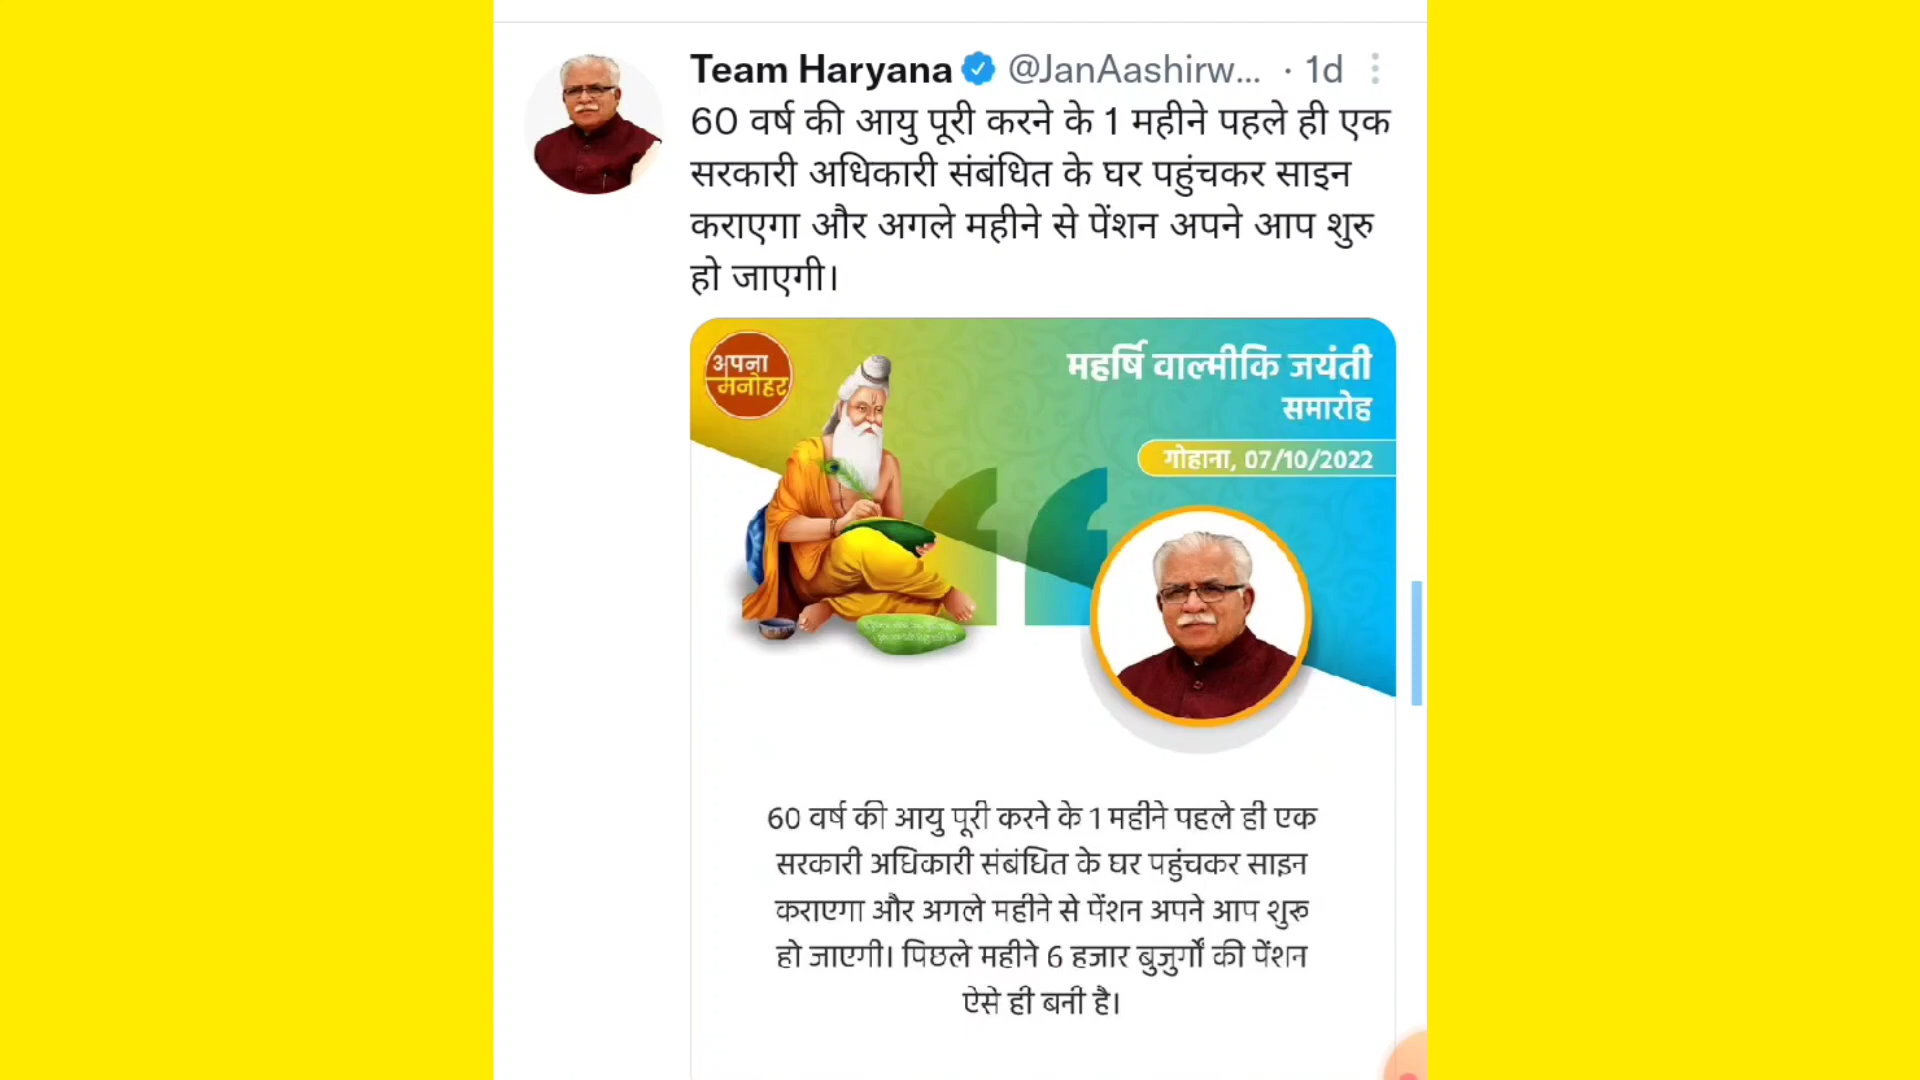 Team Haryana @JanAashirw... · 1d
60 वर्ष की आयु पूरी करने के 1 महीने पहले ही एक
सरकारी अधिकारी संबंधित के घर पहुंचकर साइन
कराएगा और अगले महीने से पेंशन अपने आप शुरु
हो जाएगी।
अपना
मनोहर
महर्षि वाल्मीकि जयंती
समारोह
गोहाना, 07/10/2022
60 वर्ष की आयु पूरी करने के 1 महीने पहले ही एक
सरकारी अधिकारी संबंधित के घर पहुंचकर साइन
कराएगा और अगले महीने से पेंशन अपने आप शुरू
हो जाएगी। पिछले महीने 6 हजार बुजुर्गों की पेंशन
ऐसे ही बनी है।